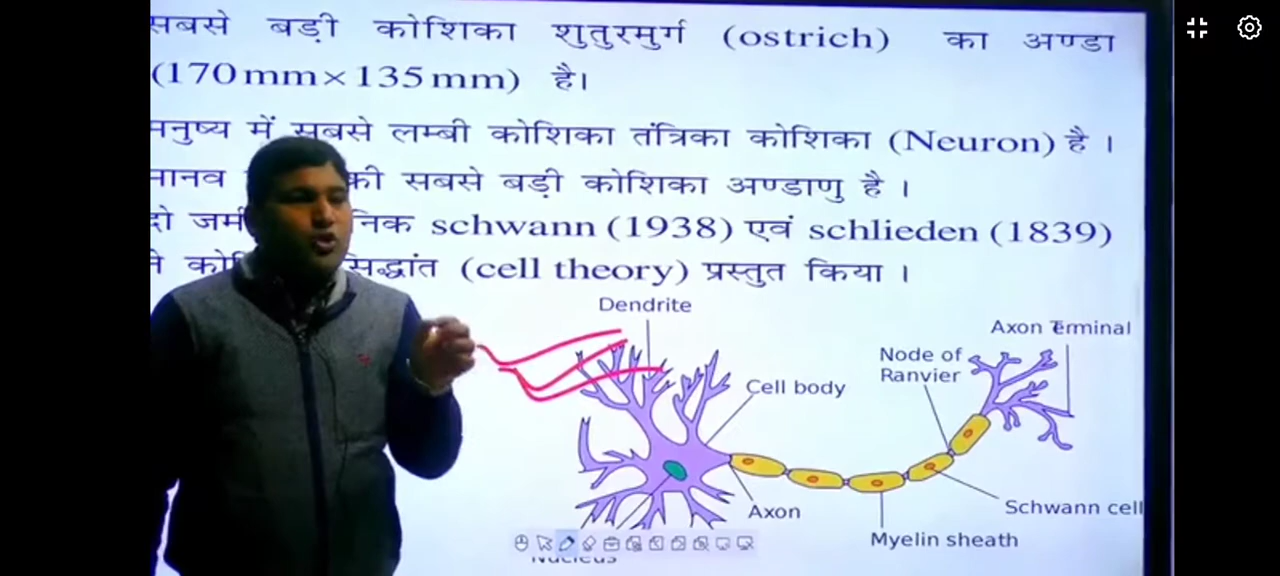 सबसे बड़ी कोशिका शुतुरमुर्ग (ostrich) का अण्डा
(170 mm × 135 mm) है।
मनुष्य में सबसे लम्बी कोशिका तंत्रिका कोशिका (Neuron) है ।
मानव की सबसे बड़ी कोशिका अण्डाणु है ।
दो schwann (1938) एवं schlieden (1839)
ने सिद्धांत (cell theory) प्रस्तुत किया ।
Dendrite
Axon Terminal
Node of
Ranvier
Cell body
Axon
Schwann cell
Myelin sheath
Nucleus